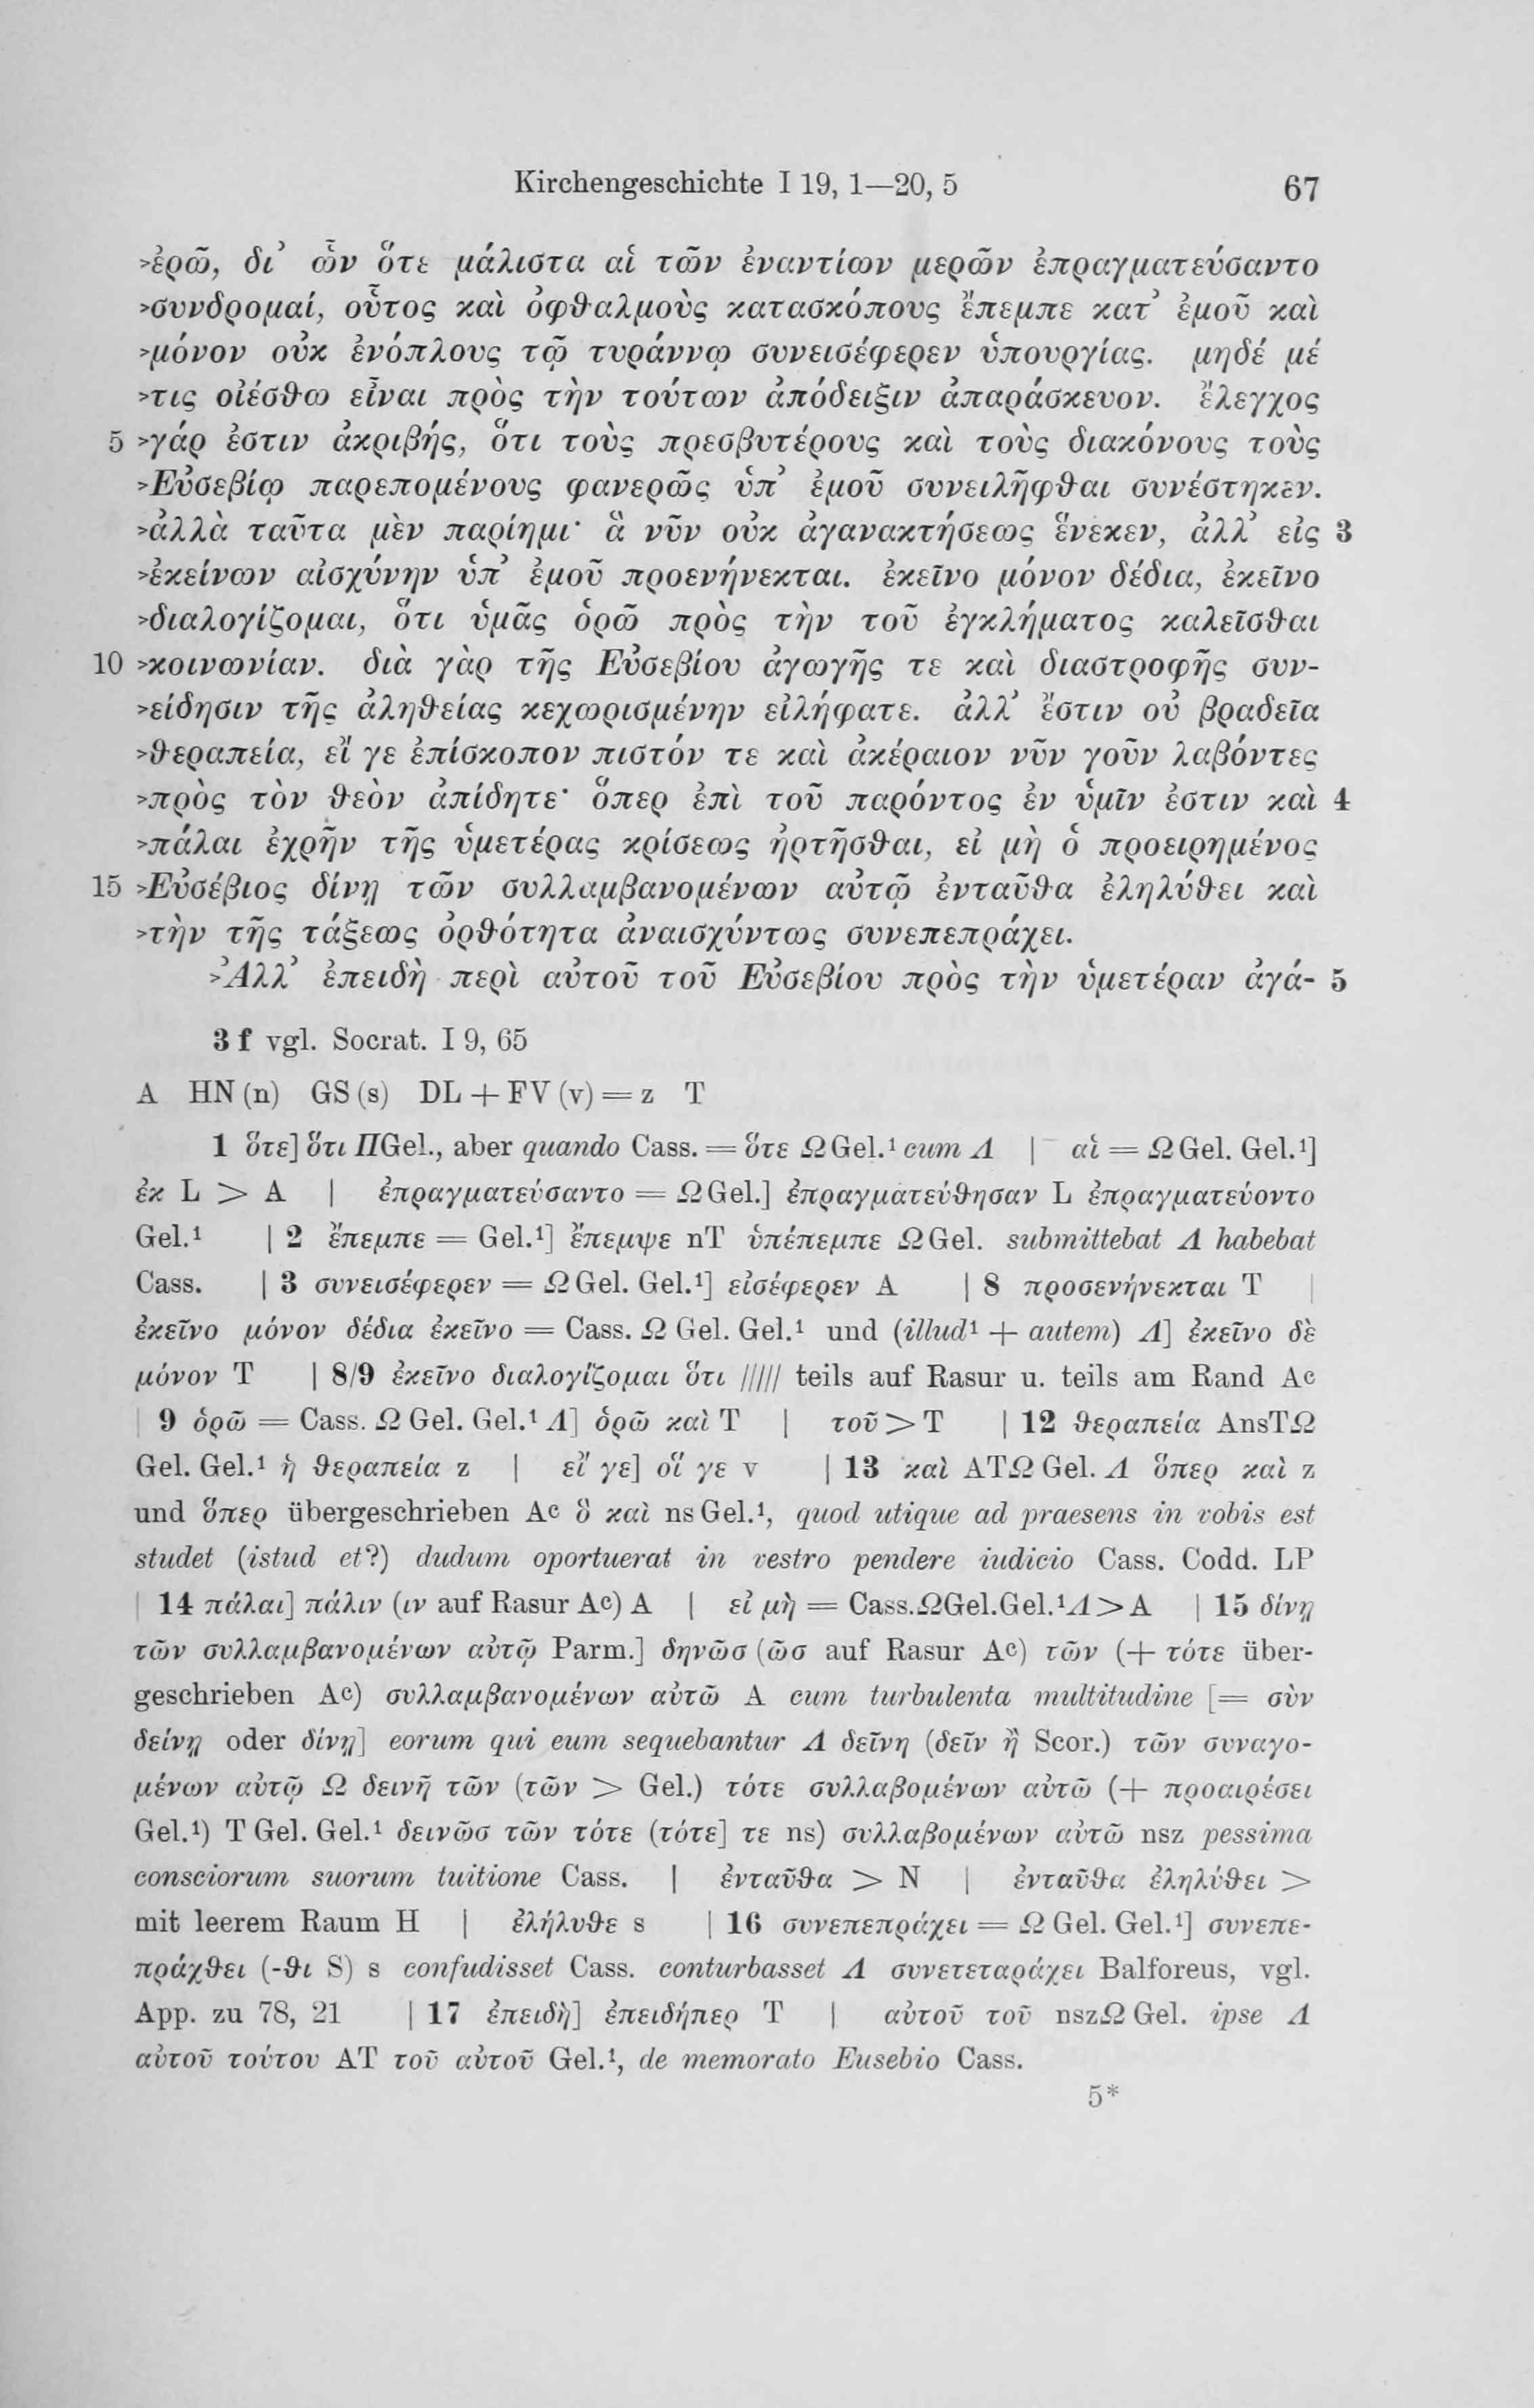 Kirchengeschichte I 19, 1—20, 5 67
>ἐρῶ, δι’ ὧν ὅτε μάλιστα αἱ τῶν ἐναντίων μερῶν ἐπραγματεύσαντο
>συνδρομαί, οὗτος καὶ ὀφθαλμοὺς κατασκόπους ἔπεμπε κατ’ ἐμοῦ καὶ
>μόνον οὐκ ἐνόπλους τῷ τυράννῳ συνεισέφερεν ὑπουργίας. μηδέ μέ
>τις οἰέσθω εἶναι πρὸς τὴν τούτων ἀπόδειξιν ἀπαράσκευον. ἔλεγχος
5 >γάρ ἐστιν ἀκριβής, ὅτι τοὺς πρεσβυτέρους καὶ τοὺς διακόνους τοὺς
>Εὐσεβίῳ παρεπομένους φανερῶς ὑπ’ ἐμοῦ συνειλῆφθαι συνέστηκεν.
>ἀλλὰ ταῦτα μὲν παρίημι· ἃ νῦν οὐκ ἀγανακτήσεως ἕνεκεν, ἀλλ’ εἰς 3
>ἐκείνων αἰσχύνην ὑπ’ ἐμοῦ προενήνεκται. ἐκεῖνο μόνον δέδια, ἐκεῖνο
>διαλογίζομαι, ὅτι ὑμᾶς ὁρῶ πρὸς τὴν τοῦ ἐγκλήματος καλεῖσθαι
10 >κοινωνίαν. διὰ γὰρ τῆς Εὐσεβίου ἀγωγῆς τε καὶ διαστροφῆς συν-
>είδησιν τῆς ἀληθείας κεχωρισμένην εἰλήφατε. ἀλλ’ ἔστιν οὐ βραδεῖα
>θεραπεία, εἴ γε ἐπίσκοπον πιστόν τε καὶ ἀκέραιον νῦν γοῦν λαβόντες
>πρὸς τὸν θεὸν ἀπίδητε· ὅπερ ἐπὶ τοῦ παρόντος ἐν ὑμῖν ἐστιν καὶ 4
>πάλαι ἐχρῆν τῆς ὑμετέρας κρίσεως ἠρτῆσθαι, εἰ μὴ ὁ προειρημένος
15 >Εὐσέβιος δίνῃ τῶν συλλαμβανομένων αὐτῷ ἐνταῦθα ἐληλύθει καὶ
>τὴν τῆς τάξεως ὀρθότητα ἀναισχύντως συνεπεπράχει.
>Ἀλλ’ ἐπειδὴ περὶ αὐτοῦ τοῦ Εὐσεβίου πρὸς τὴν ὑμετέραν ἀγά- 5
3 f vgl. Socrat. I 9, 65
A HN (n) GS (s) DL + FV (v) = z T
1 ὅτε] ὅτι ΠGel., aber quando Cass. = ὅτε Ω Gel.¹ cum Λ | αἱ = Ω Gel. Gel.¹]
ἐκ L > A | ἐπραγματεύσαντο = Ω Gel.] ἐπραγματεύθησαν L ἐπραγματεύοντο
Gel.¹ | 2 ἔπεμπε = Gel.¹] ἔπεμψε nT ὑπέπεμπε Ω Gel. submittebat Λ habebat
Cass. | 3 συνεισέφερεν = Ω Gel. Gel.¹] εἰσέφερεν A | 8 προσενήνεκται T |
ἐκεῖνο μόνον δέδια ἐκεῖνο = Cass. Ω Gel. Gel.¹ und (illud¹ + autem) Λ] ἐκεῖνο δὲ
μόνον T | 8/9 ἐκεῖνο διαλογίζομαι ὅτι ///// teils auf Rasur u. teils am Rand Aᶜ
| 9 ὁρῶ = Cass. Ω Gel. Gel.¹ Λ] ὁρῶ καὶ T | τοῦ > T | 12 θεραπεία AnsTΩ
Gel. Gel.¹ ἡ θεραπεία z | εἴ γε] οἵ γε v | 13 καὶ ATΩ Gel. Λ ὅπερ καὶ z
und ὅπερ übergeschrieben Aᶜ ὃ καὶ ns Gel.¹, quod utique ad praesens in vobis est
studet (istud et?) dudum oportuerat in vestro pendere iudicio Cass. Codd. LP
| 14 πάλαι] πάλιν (ιν auf Rasur Aᶜ) A | εἰ μὴ = Cass.ΩGel.Gel.¹Λ > A | 15 δίνῃ
τῶν συλλαμβανομένων αὐτῷ Parm.] δηνῶσ (ῶσ auf Rasur Aᶜ) τῶν (+ τότε über-
geschrieben Aᶜ) συλλαμβανομένων αὐτῶ A cum turbulenta multitudine [= σὺν
δείνῃ oder δίνῃ] eorum qui eum sequebantur Λ δεῖνη (δεῖν ἢ Scor.) τῶν συναγο-
μένων αὐτῷ Ω δεινῆ τῶν (τῶν > Gel.) τότε συλλαβομένων αὐτῶ (+ προαιρέσει
Gel.¹) T Gel. Gel.¹ δεινῶσ τῶν τότε (τότε] τε ns) συλλαβομένων αὐτῶ nsz pessima
consciorum suorum tuitione Cass. | ἐνταῦθα > N | ἐνταῦθα ἐληλύθει >
mit leerem Raum H | ἐλήλυθε s | 16 συνεπεπράχει = Ω Gel. Gel.¹] συνεπε-
πράχθει (-θι S) s confudisset Cass. conturbasset Λ συνετεταράχει Balforeus, vgl.
App. zu 78, 21 | 17 ἐπειδὴ] ἐπειδήπερ T | αὐτοῦ τοῦ nszΩ Gel. ipse Λ
αὐτοῦ τούτου AT τοῦ αὐτοῦ Gel.¹, de memorato Eusebio Cass.
5*